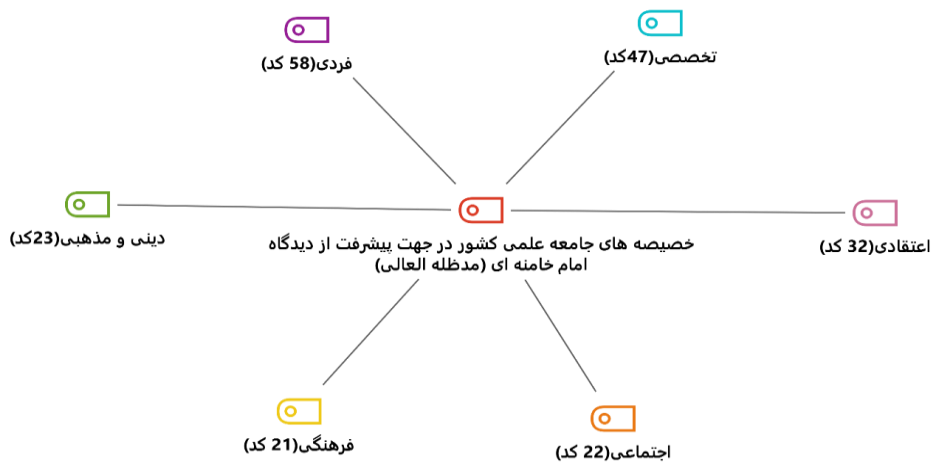 تخصصی(47کد)
فردی(58 کد)
اعتقادی(32 کد)
خصیصه های جامعه علمی کشور در جهت پیشرفت از دیدگاه
امام خامنه ای (مدظله العالی)
دینی و مذهبی(23کد)
اجتماعی(22 کد)
فرهنگی(21 کد)